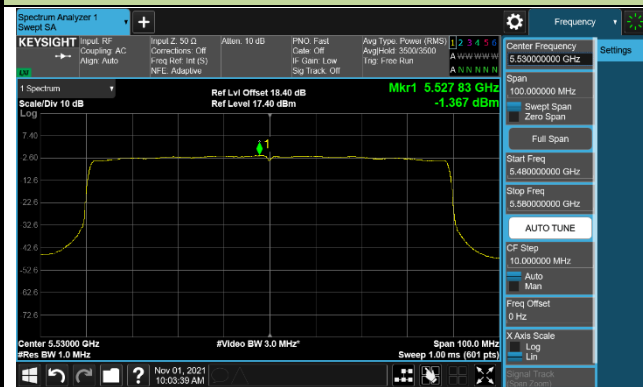 Spectrum Analyzer 1
Swept SA
Frequency
KEYSIGHT
Input: RF
Coupling: AC
Align: Auto
Input Z: 50 Ω
Corrections: Off
Freq Ref: Int (S)
NFE: Adaptive
Atten: 10 dB
PNO: Fast
Gate: Off
IF Gain: Low
Sig Track: Off
Avg Type: Power (RMS)
Avg|Hold: 3500/3500
Trig: Free Run
1 2 3 4 5 6
A W W W W W
A N N N N N
LXI
1 Spectrum
Scale/Div 10 dB
Log
Ref Lvl Offset 18.40 dB
Ref Level 17.40 dBm
Mkr1 5.527 83 GHz
-1.367 dBm
1
7.40
2.60
12.6
22.6
32.6
42.6
52.6
62.6
72.6
Center 5.53000 GHz
#Res BW 1.0 MHz
#Video BW 3.0 MHz*
Span 100.0 MHz
Sweep 1.00 ms (601 pts)
Nov 01, 2021
10:03:39 AM
Center Frequency
5.530000000 GHz
Span
100.000000 MHz
Swept Span
Zero Span
Full Span
Start Freq
5.480000000 GHz
Stop Freq
5.580000000 GHz
AUTO TUNE
CF Step
10.000000 MHz
Auto
Man
Freq Offset
0 Hz
X Axis Scale
Log
Lin
Signal Track
(Span Zoom)
Settings